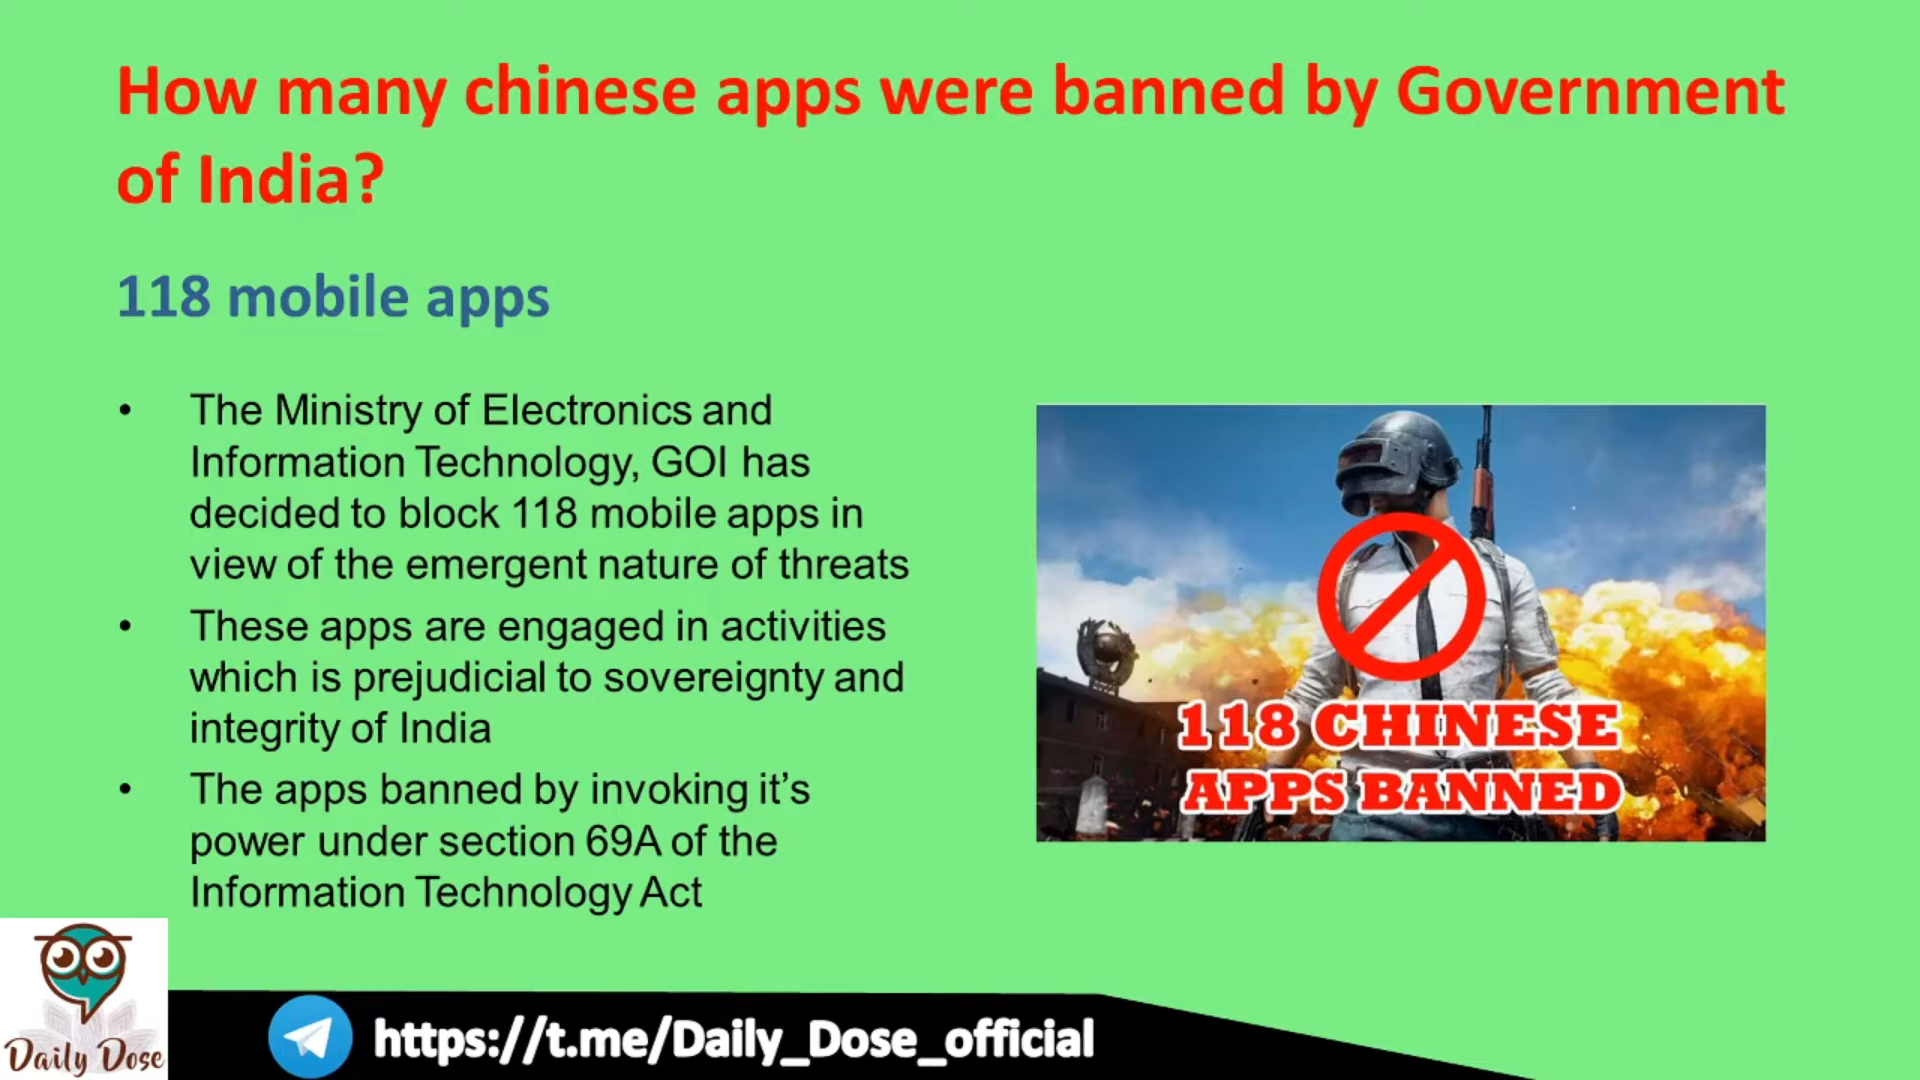 How many chinese apps were banned by Government
of India?
118 mobile apps
• The Ministry of Electronics and
Information Technology, GOI has
decided to block 118 mobile apps in
view of the emergent nature of threats
• These apps are engaged in activities
which is prejudicial to sovereignty and
integrity of India
• The apps banned by invoking it’s
power under section 69A of the
Information Technology Act
118 CHINESE
APPS BANNED
Daily Dose
https://t.me/Daily_Dose_official